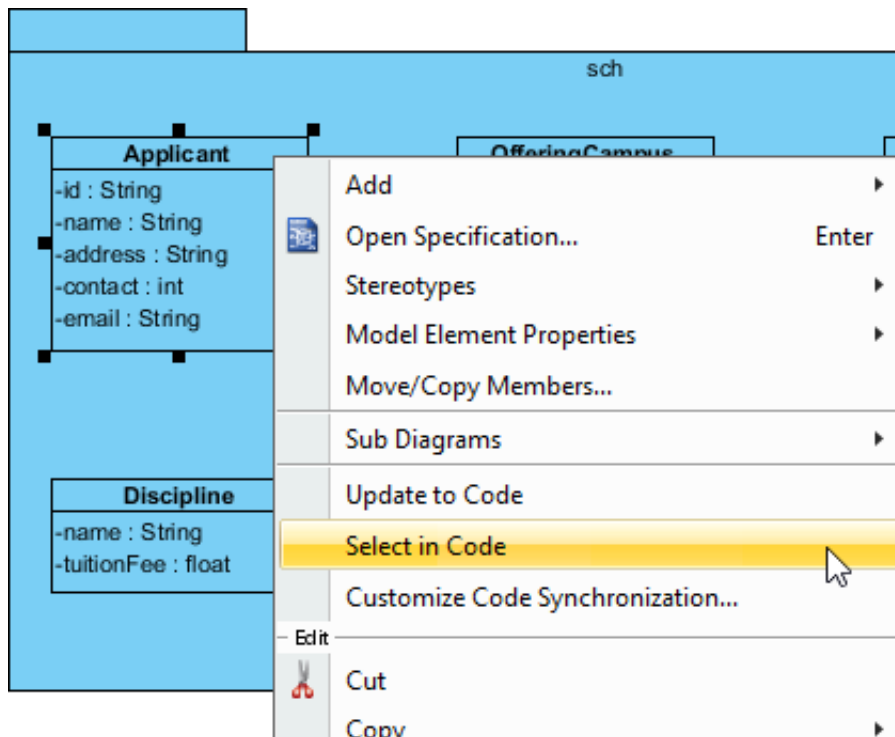 sch
Applicant
-id : String
-name : String
-address : String
-contact : int
-email : String
OfferingCampus
Discipline
-name : String
-tuitionFee : float
Add
Open Specification... Enter
Stereotypes
Model Element Properties
Move/Copy Members...
Sub Diagrams
Update to Code
Select in Code
Customize Code Synchronization...
Edit
Cut
Copy